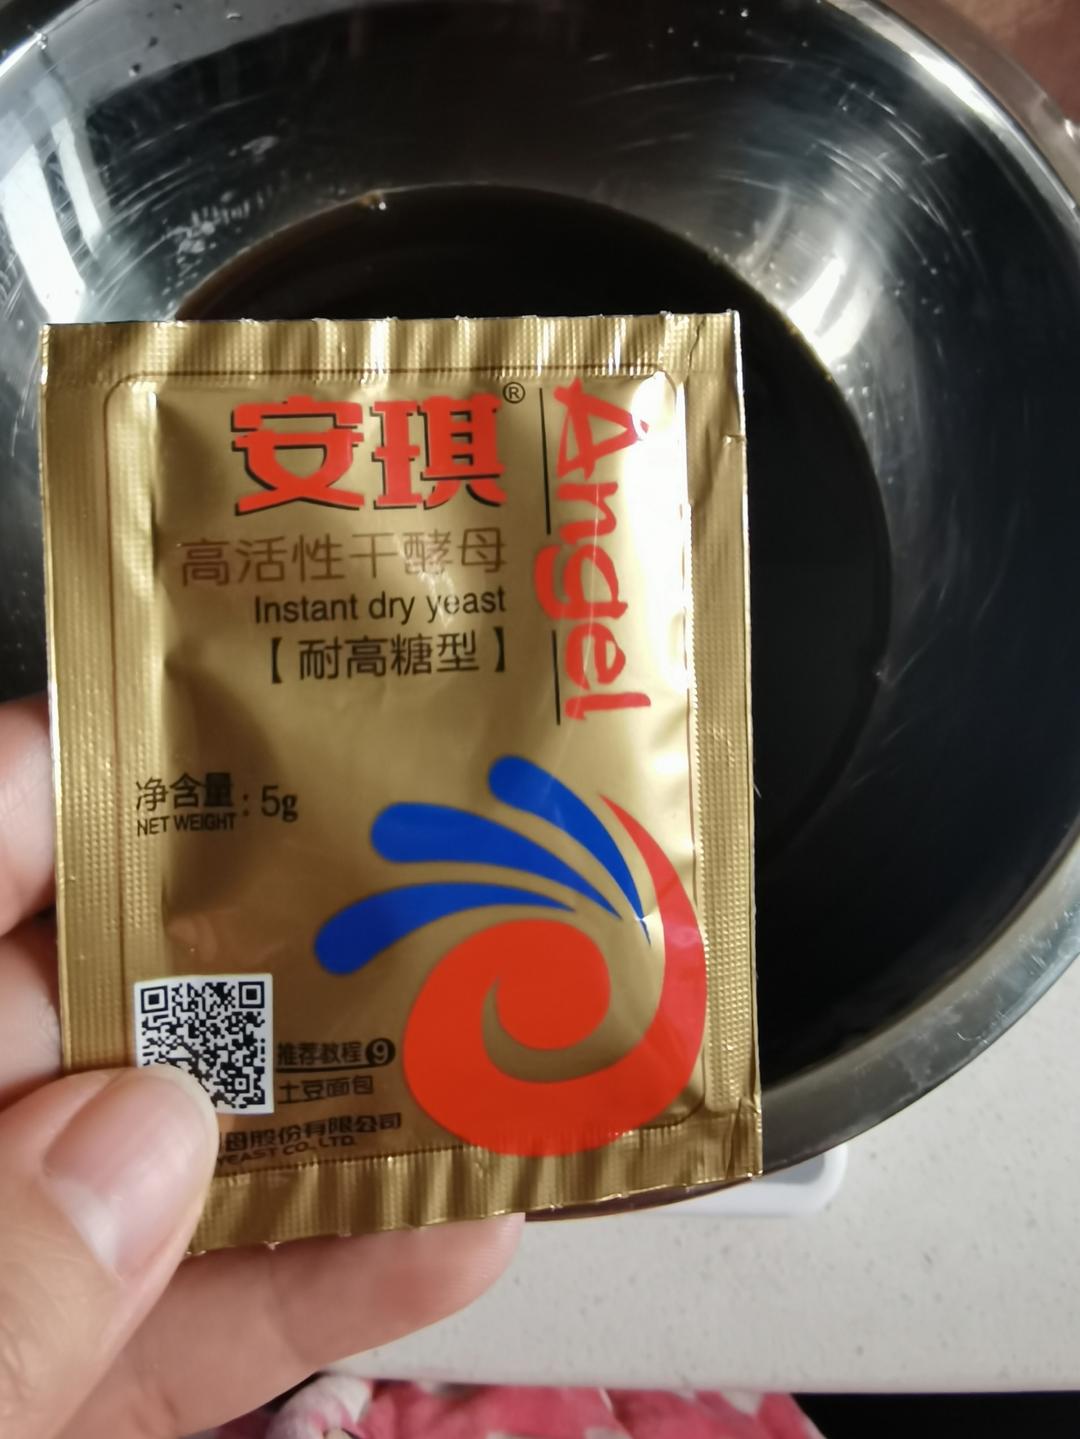 安琪®
Angel
高活性干酵母
Instant dry yeast
【耐高糖型】
净含量: 5g
NET WEIGHT
推荐教程9
土豆面包
母股份有限公司
YEAST CO., LTD.